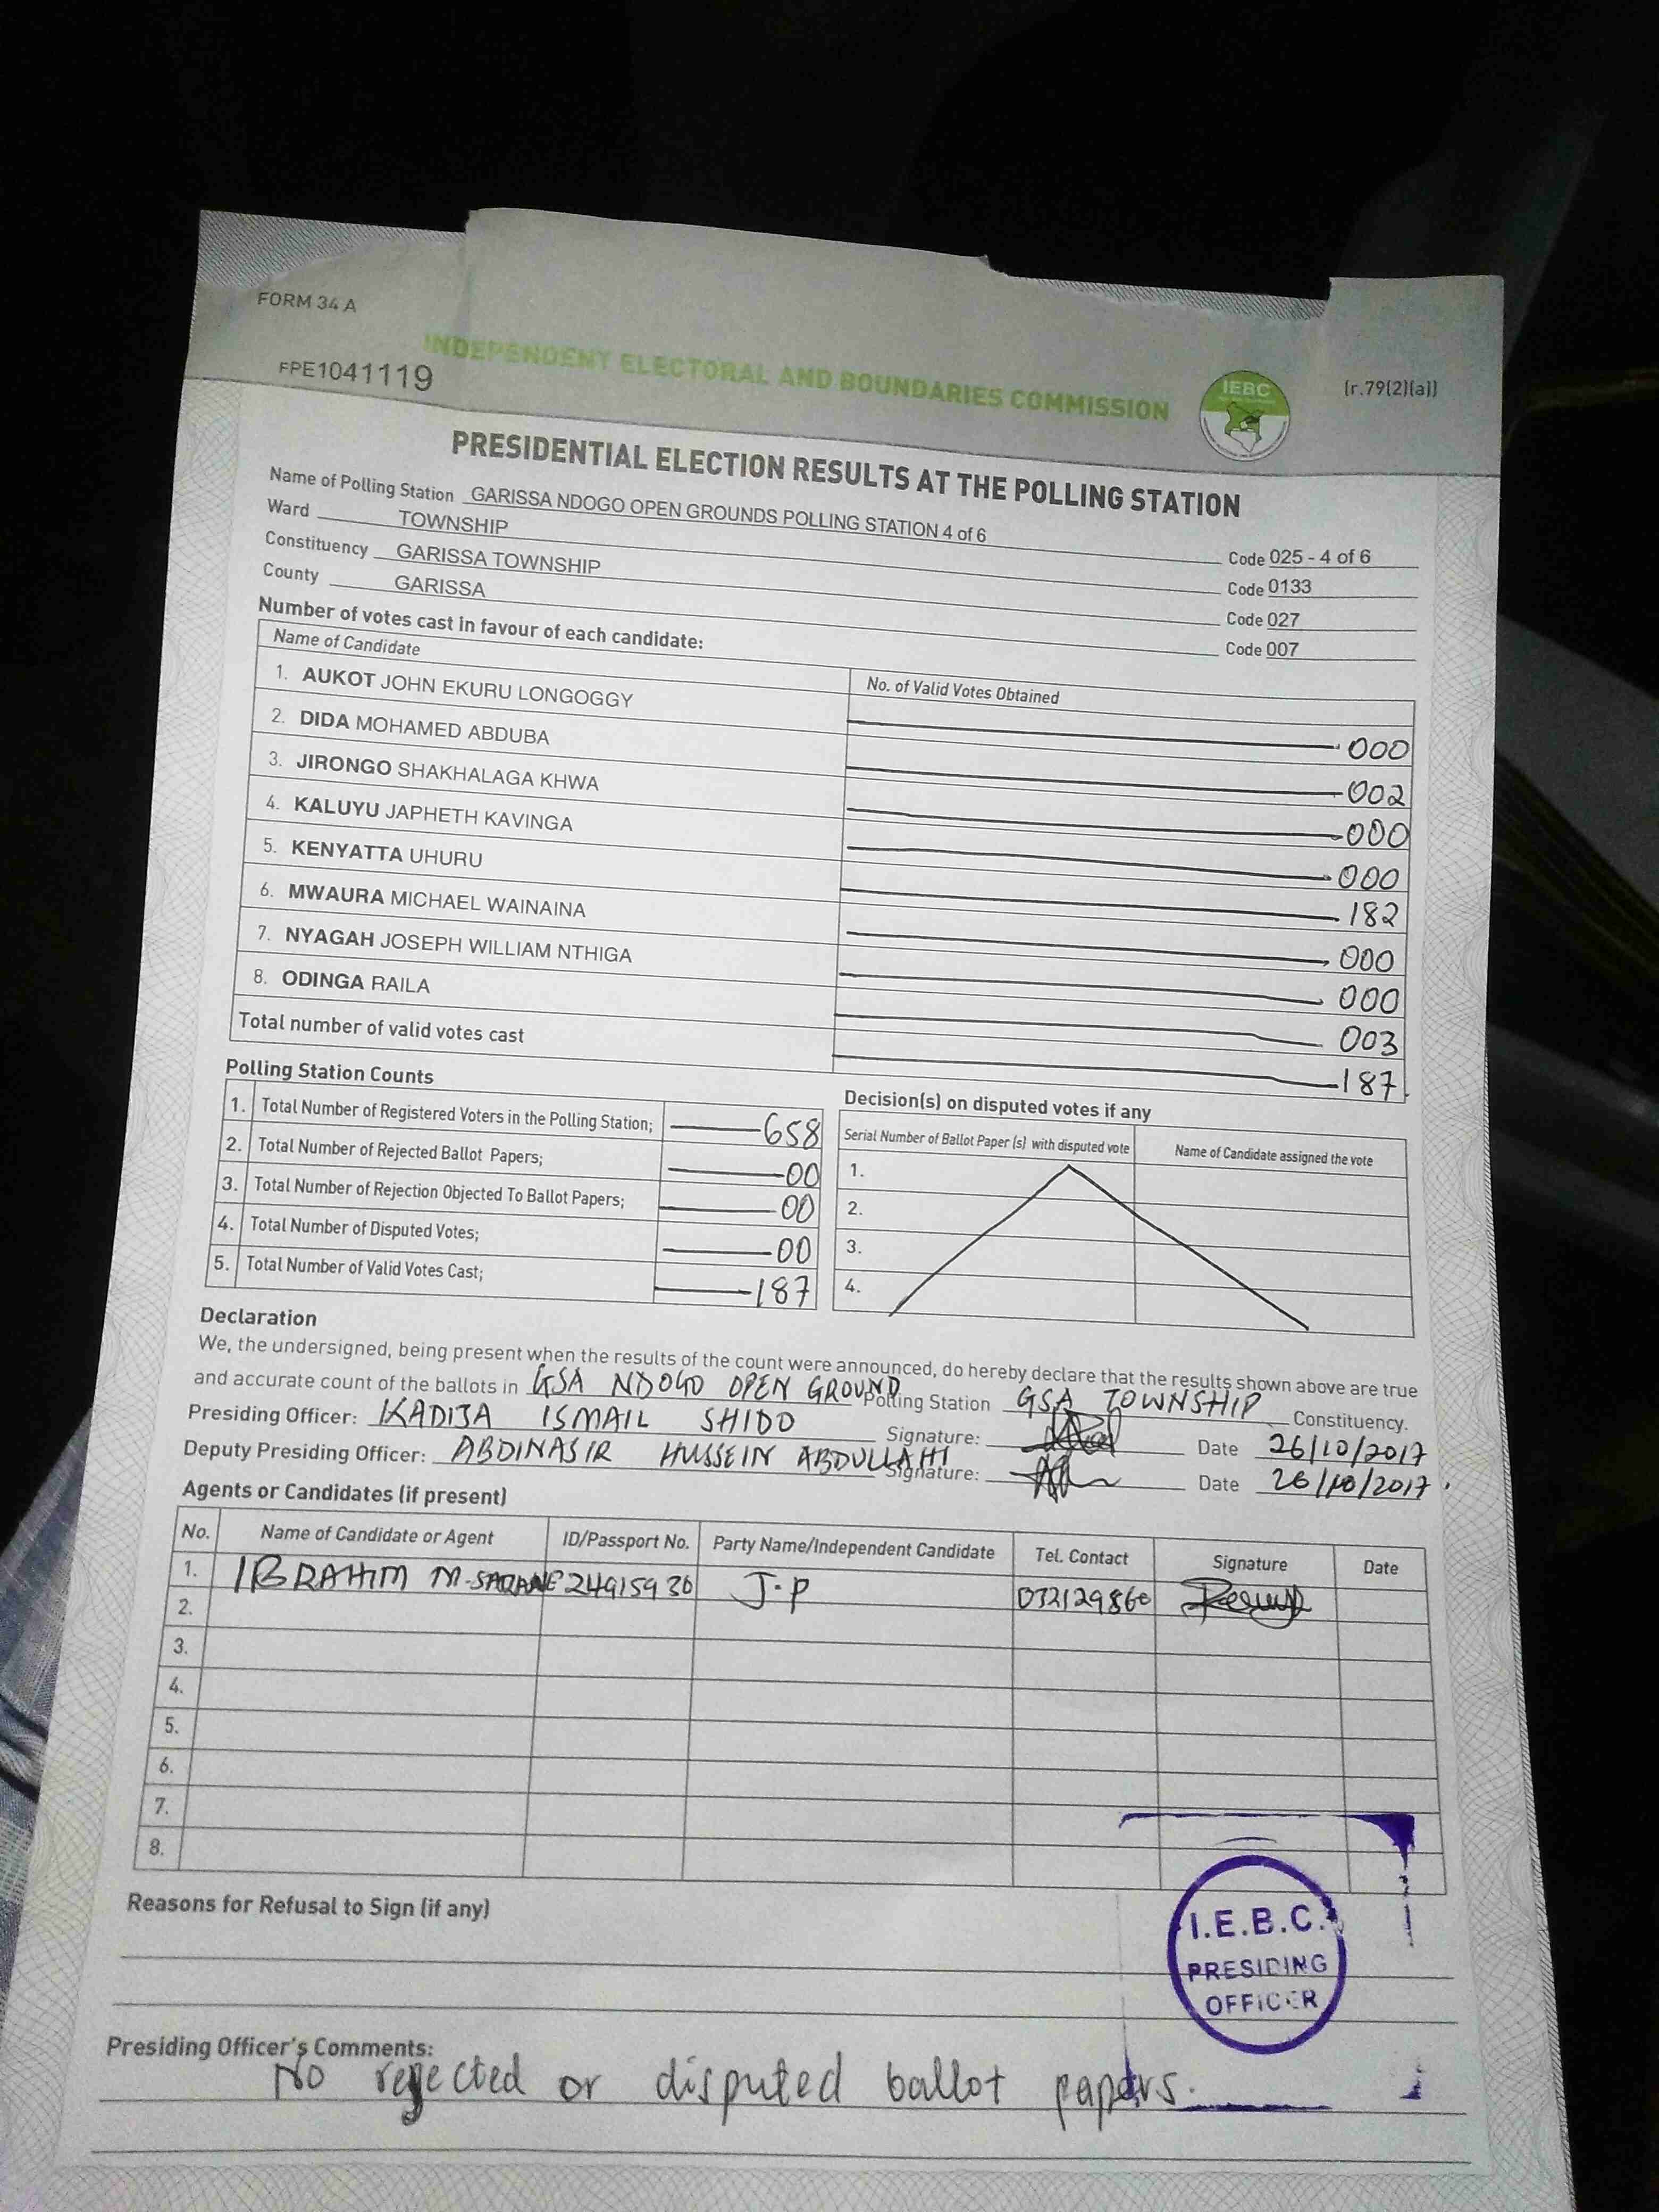 FORM 34 A
INDEPENDENT ELECTORAL AND BOUNDARIES COMMISSION
IEBC
[r.79(2)(a)]
FPE1041119
PRESIDENTIAL ELECTION RESULTS AT THE POLLING STATION
Name of Polling Station GARISSA NDOGO OPEN GROUNDS POLLING STATION 4 of 6 Code 025 - 4 of 6
Ward TOWNSHIP Code 0133
Constituency GARISSA TOWNSHIP Code 027
County GARISSA Code 007
Number of votes cast in favour of each candidate:
Name of Candidate No. of Valid Votes Obtained
1. AUKOT JOHN EKURU LONGOGGY 000
2. DIDA MOHAMED ABDUBA 002
3. JIRONGO SHAKHALAGA KHWA 000
4. KALUYU JAPHETH KAVINGA 000
5. KENYATTA UHURU 182
6. MWAURA MICHAEL WAINAINA 000
7. NYAGAH JOSEPH WILLIAM NTHIGA 000
8. ODINGA RAILA 003
Total number of valid votes cast 187
Polling Station Counts
1. Total Number of Registered Voters in the Polling Station; 658
2. Total Number of Rejected Ballot Papers; 00
3. Total Number of Rejection Objected To Ballot Papers; 00
4. Total Number of Disputed Votes; 00
5. Total Number of Valid Votes Cast; 187
Decision(s) on disputed votes if any
Serial Number of Ballot Paper (s) with disputed vote Name of Candidate assigned the vote
1.
2.
3.
4.
Declaration
We, the undersigned, being present when the results of the count were announced, do hereby declare that the results shown above are true
and accurate count of the ballots in GSA NDOGO OPEN GROUND Polling Station GSA TOWNSHIP Constituency.
Presiding Officer: KADIJA ISMAIL SHIDO Signature: Date 26/10/2017
Deputy Presiding Officer: ABDINASIR HUSSEIN ABDULLAHI Signature: Date 26/10/2017
Agents or Candidates (if present)
No. Name of Candidate or Agent ID/Passport No. Party Name/Independent Candidate Tel. Contact Signature Date
1. IBRAHIM M. 24915930 J.P
2.
3.
4.
5.
6.
7.
8.
Reasons for Refusal to Sign (if any)
I.E.B.C.
PRESIDING
OFFICER
Presiding Officer's Comments:
No rejected or disputed ballot papers.